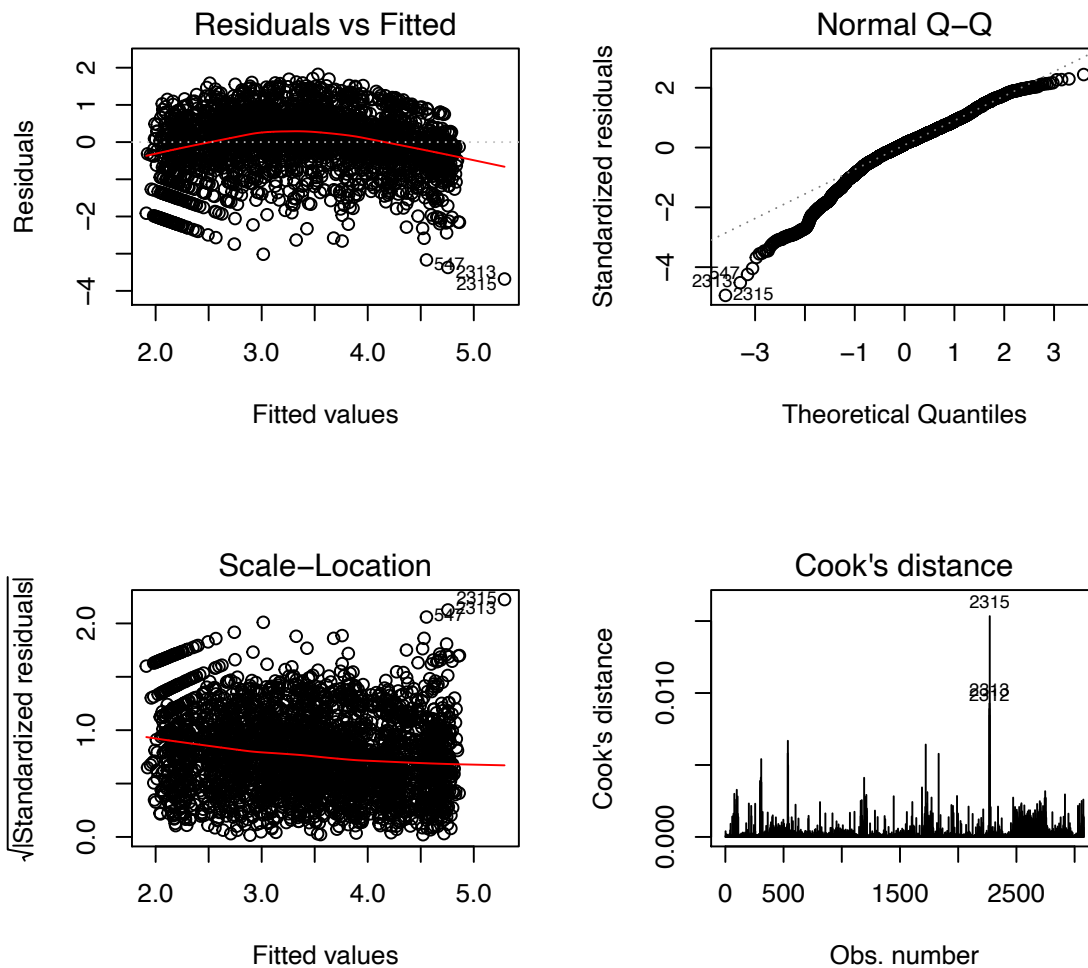 Residuals vs Fitted
Residuals
2
1
0
−2
−4
547
2313
2315
2.0 3.0 4.0 5.0
Fitted values
Normal Q−Q
Standardized residuals
2
0
−2
−4
547
2313
2315
−3 −1 0 1 2 3
Theoretical Quantiles
Scale−Location
√|Standardized residuals|
2.0
1.0
0.0
2315
2313
547
2.0 3.0 4.0 5.0
Fitted values
Cook's distance
Cook's distance
0.010
0.000
2315
2313
2312
0 500 1500 2500
Obs. number